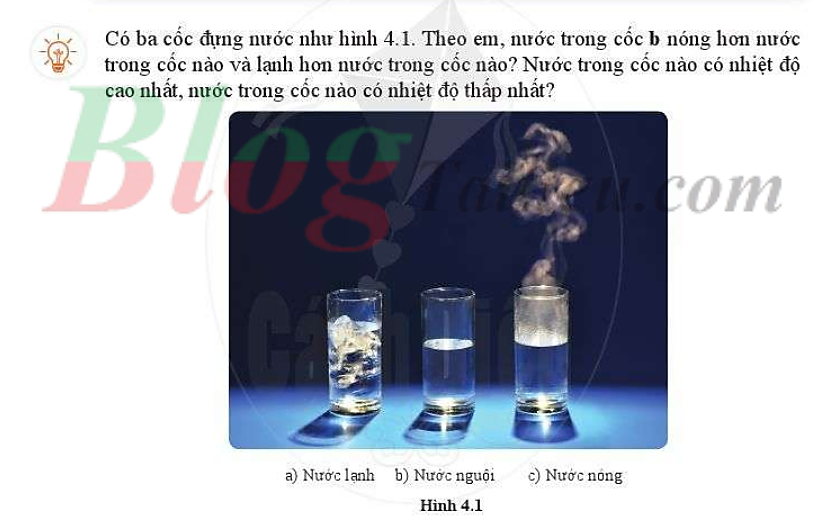 Có ba cốc đựng nước như hình 4.1. Theo em, nước trong cốc b nóng hơn nước
trong cốc nào và lạnh hơn nước trong cốc nào? Nước trong cốc nào có nhiệt độ
cao nhất, nước trong cốc nào có nhiệt độ thấp nhất?
Blog
.com
a) Nước lạnh b) Nước nguội c) Nước nóng
Hình 4.1